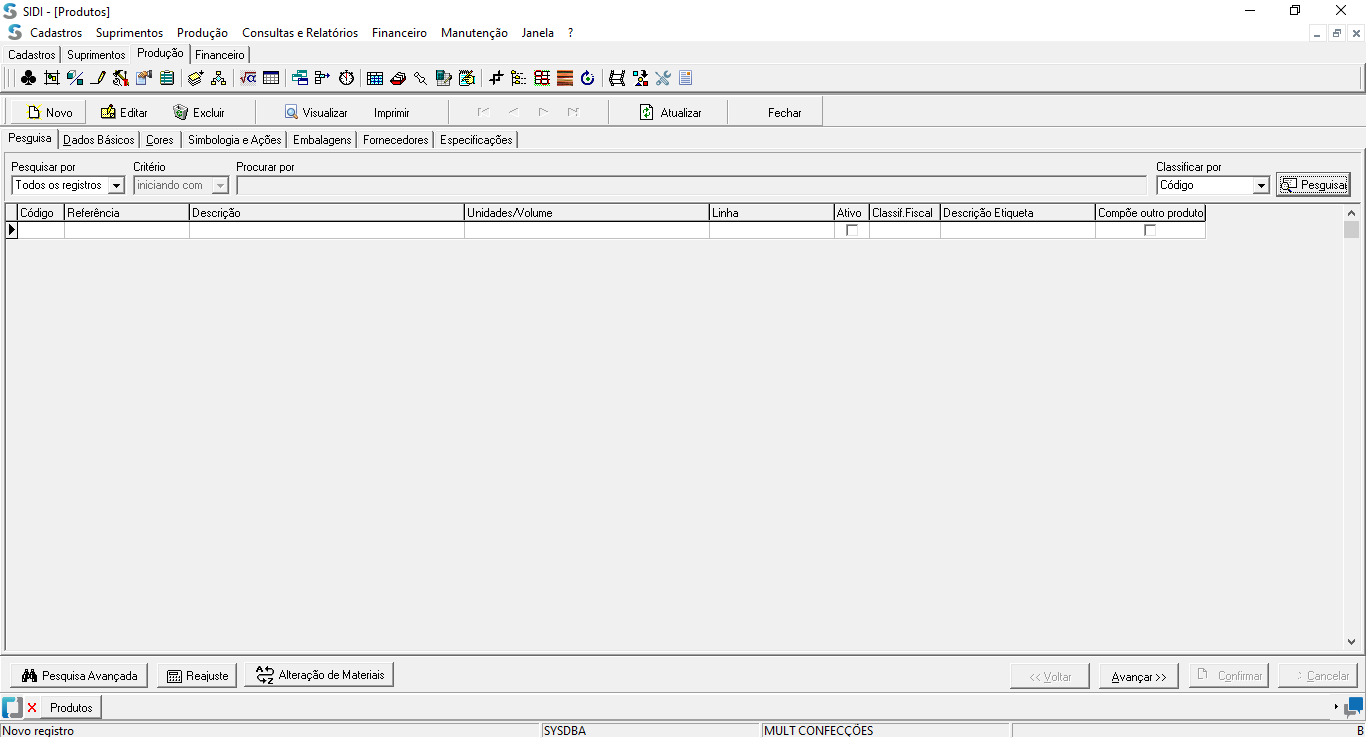 SIDI - [Produtos]
Cadastros Suprimentos Produção Consultas e Relatórios Financeiro Manutenção Janela ?
Cadastros Suprimentos Produção Financeiro
Novo Editar Excluir Visualizar Imprimir Atualizar Fechar
Pesquisa Dados Básicos Cores Simbologia e Ações Embalagens Fornecedores Especificações
Pesquisar por Critério Procurar por Classificar por
Todos os registros iniciando com Código Pesquisar
Código Referência Descrição Unidades/Volume Linha Ativo Classif.Fiscal Descrição Etiqueta Compõe outro produto
Pesquisa Avançada Reajuste Alteração de Materiais << Voltar Avançar >> Confirmar Cancelar
Produtos
Novo registro SYSDBA MULT CONFECÇÕES B